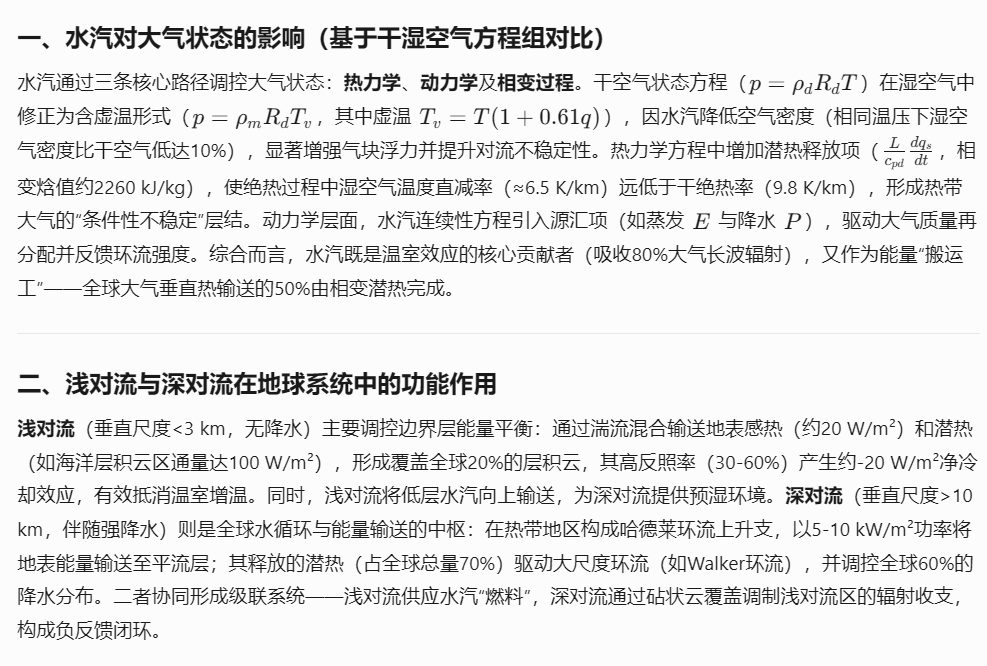 一、水汽对大气状态的影响（基于干湿空气方程组对比）
水汽通过三条核心路径调控大气状态：热力学、动力学及相变过程。干空气状态方程（$p = \rho_d R_d T$）在湿空气中
修正为含虚温形式（$p = \rho_m R_d T_v$，其中虚温 $T_v = T(1 + 0.61q)$），因水汽降低空气密度（相同温压下湿空
气密度比干空气低达10%），显著增强气块浮力并提升对流不稳定性。热力学方程中增加潜热释放项（$\frac{L}{c_{pd}} \frac{dq_s}{dt}$，相
变焓值约2260 kJ/kg），使绝热过程中湿空气温度直减率（≈6.5 K/km）远低于干绝热率（9.8 K/km），形成热带
大气的“条件性不稳定”层结。动力学层面，水汽连续性方程引入源汇项（如蒸发 $E$ 与降水 $P$），驱动大气质量再
分配并反馈环流强度。综合而言，水汽既是温室效应的核心贡献者（吸收80%大气长波辐射），又作为能量“搬运
工”——全球大气垂直热输送的50%由相变潜热完成。
二、浅对流与深对流在地球系统中的功能作用
浅对流（垂直尺度<3 km，无降水）主要调控边界层能量平衡：通过湍流混合输送地表感热（约20 W/m²）和潜热
（如海洋层积云区通量达100 W/m²），形成覆盖全球20%的层积云，其高反照率（30-60%）产生约-20 W/m²净冷
却效应，有效抵消温室增温。同时，浅对流将低层水汽向上输送，为深对流提供预湿环境。深对流（垂直尺度>10
km，伴随强降水）则是全球水循环与能量输送的中枢：在热带地区构成哈德莱环流上升支，以5-10 kW/m²功率将
地表能量输送至平流层；其释放的潜热（占全球总量70%）驱动大尺度环流（如Walker环流），并调控全球60%的
降水分布。二者协同形成级联系统——浅对流供应水汽“燃料”，深对流通过砧状云覆盖调制浅对流区的辐射收支，
构成负反馈闭环。